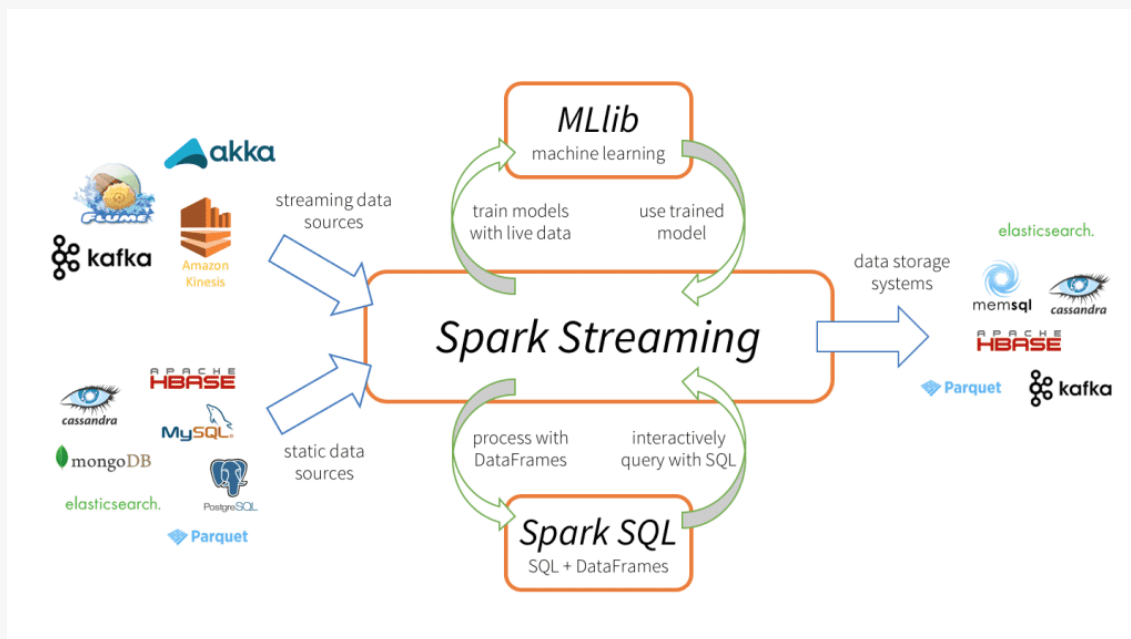 MLlib
machine learning
akka
FLUME
kafka
Amazon
Kinesis
streaming data
sources
train models
with live data
use trained
model
Spark Streaming
data storage
systems
elasticsearch.
memsql
cassandra
APACHE
HBASE
Parquet
kafka
APACHE
HBASE
cassandra
MySQL®
mongoDB
elasticsearch.
PostgreSQL
Parquet
static data
sources
process with
DataFrames
interactively
query with SQL
Spark SQL
SQL + DataFrames